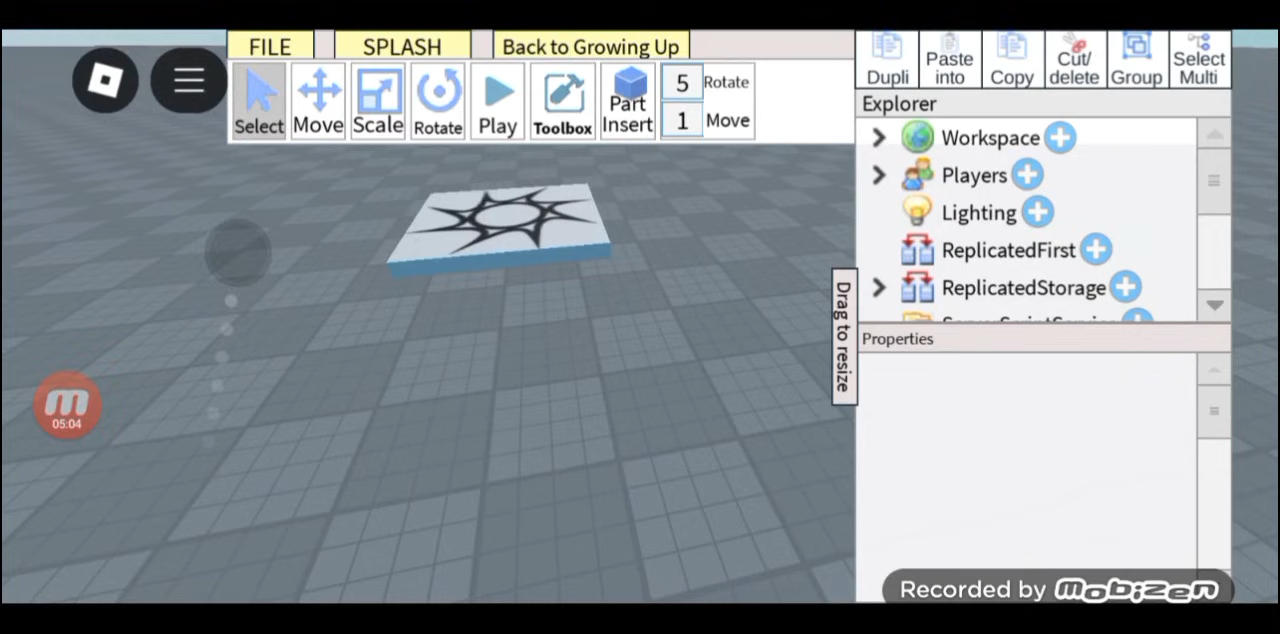 FILE
SPLASH
Back to Growing Up
Select
Move
Scale
Rotate
Play
Toolbox
Part
Insert
5 Rotate
1 Move
Dupli
Paste
into
Copy
Cut/
delete
Group
Select
Multi
Explorer
Workspace
Players
Lighting
ReplicatedFirst
ReplicatedStorage
Drag to resize
Properties
05:04
Recorded by Mobizen